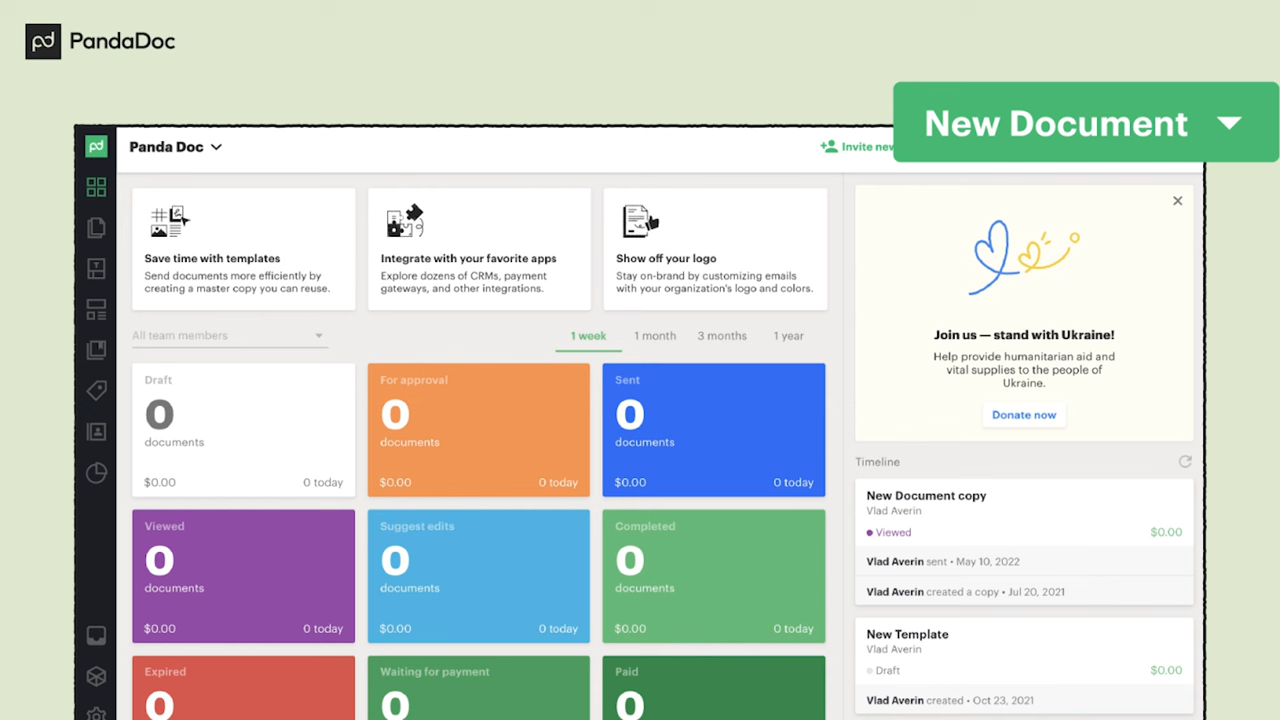 pd PandaDoc
New Document
pd
Panda Doc
Invite new
Save time with templates
Send documents more efficiently by
creating a master copy you can reuse.
Integrate with your favorite apps
Explore dozens of CRMs, payment
gateways, and other integrations.
Show off your logo
Stay on-brand by customizing emails
with your organization's logo and colors.
All team members
1 week 1 month 3 months 1 year
Draft
0
documents
$0.00 0 today
For approval
0
documents
$0.00 0 today
Sent
0
documents
$0.00 0 today
Viewed
0
documents
$0.00 0 today
Suggest edits
0
documents
$0.00 0 today
Completed
0
documents
$0.00 0 today
Expired
0
Waiting for payment
0
Paid
0
Join us — stand with Ukraine!
Help provide humanitarian aid and
vital supplies to the people of
Ukraine.
Donate now
Timeline
New Document copy
Vlad Averin
Viewed $0.00
Vlad Averin sent • May 10, 2022
Vlad Averin created a copy • Jul 20, 2021
New Template
Vlad Averin
Draft $0.00
Vlad Averin created • Oct 23, 2021